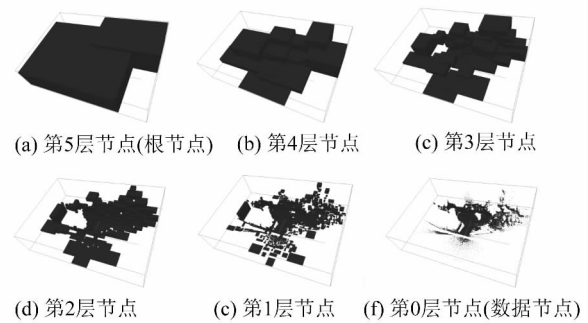 (a) 第5层节点(根节点)
(b) 第4层节点
(c) 第3层节点
(d) 第2层节点
(c) 第1层节点
(f) 第0层节点(数据节点)